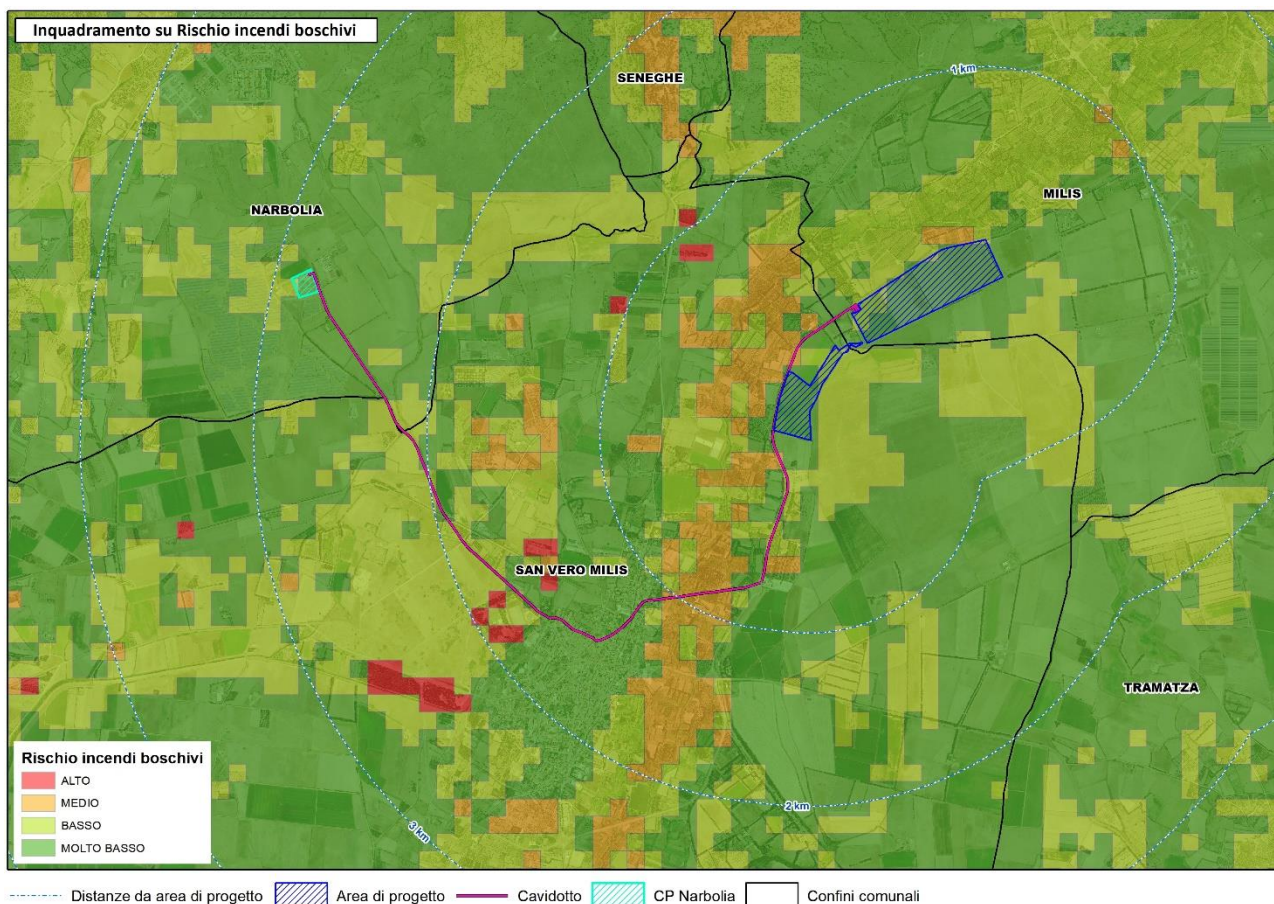 Inquadramento su Rischio incendi boschivi
SENEGHE
1 km
NARBOLIA
MILIS
SAN VERO MILIS
TRAMATZA
2 km
3 km
Rischio incendi boschivi
ALTO
MEDIO
BASSO
MOLTO BASSO
Distanze da area di progetto Area di progetto Cavidotto CP Narbolia Confini comunali